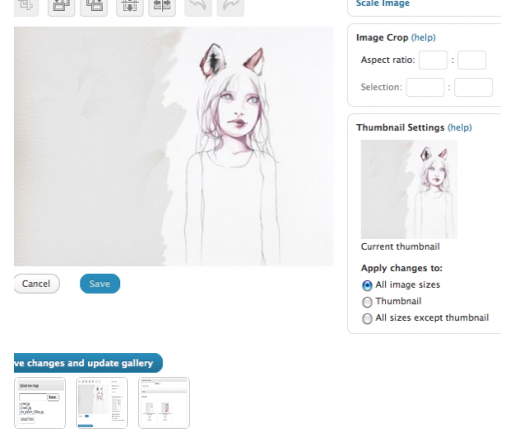 Scale Image
Image Crop (help)
Aspect ratio: :
Selection: :
Thumbnail Settings (help)
Current thumbnail
Apply changes to:
All image sizes
Thumbnail
All sizes except thumbnail
Cancel
Save
ve changes and update gallery